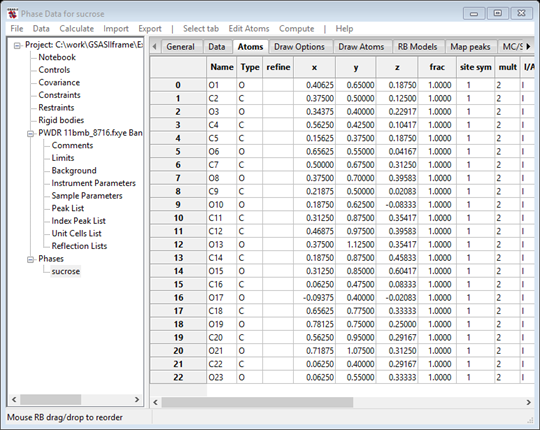 Phase Data for sucrose
File Data Calculate Import Export | Select tab Edit Atoms Compute | Help
Project: C:\work\GSASIIframe\Ex
Notebook
Controls
Covariance
Constraints
Restraints
Rigid bodies
PWDR 11bmb_8716.fxye Ban
Comments
Limits
Background
Instrument Parameters
Sample Parameters
Peak List
Index Peak List
Unit Cells List
Reflection Lists
Phases
sucrose
General Data Atoms Draw Options Draw Atoms RB Models Map peaks MC/S
Name Type refine x y z frac site sym mult I/A
0 O1 O 0.40625 0.65000 0.18750 1.0000 1 2 I
1 C2 C 0.37500 0.50000 0.12500 1.0000 1 2 I
2 O3 O 0.34375 0.40000 0.22917 1.0000 1 2 I
3 C4 C 0.56250 0.42500 0.10417 1.0000 1 2 I
4 C5 C 0.15625 0.37500 0.18750 1.0000 1 2 I
5 O6 O 0.65625 0.55000 0.04167 1.0000 1 2 I
6 C7 C 0.50000 0.67500 0.31250 1.0000 1 2 I
7 O8 O 0.37500 0.70000 0.39583 1.0000 1 2 I
8 C9 C 0.21875 0.50000 0.02083 1.0000 1 2 I
9 O10 O 0.18750 0.62500 -0.08333 1.0000 1 2 I
10 C11 C 0.31250 0.87500 0.35417 1.0000 1 2 I
11 C12 C 0.46875 0.97500 0.39583 1.0000 1 2 I
12 O13 O 0.37500 1.12500 0.35417 1.0000 1 2 I
13 C14 C 0.18750 0.87500 0.45833 1.0000 1 2 I
14 O15 O 0.31250 0.85000 0.60417 1.0000 1 2 I
15 C16 C 0.06250 0.47500 0.08333 1.0000 1 2 I
16 O17 O -0.09375 0.40000 -0.02083 1.0000 1 2 I
17 C18 C 0.65625 0.77500 0.33333 1.0000 1 2 I
18 O19 O 0.78125 0.75000 0.25000 1.0000 1 2 I
19 C20 C 0.56250 0.95000 0.29167 1.0000 1 2 I
20 O21 O 0.71875 1.07500 0.31250 1.0000 1 2 I
21 C22 C 0.06250 0.40000 0.29167 1.0000 1 2 I
22 O23 O 0.06250 0.55000 0.33333 1.0000 1 2 I
Mouse RB drag/drop to reorder